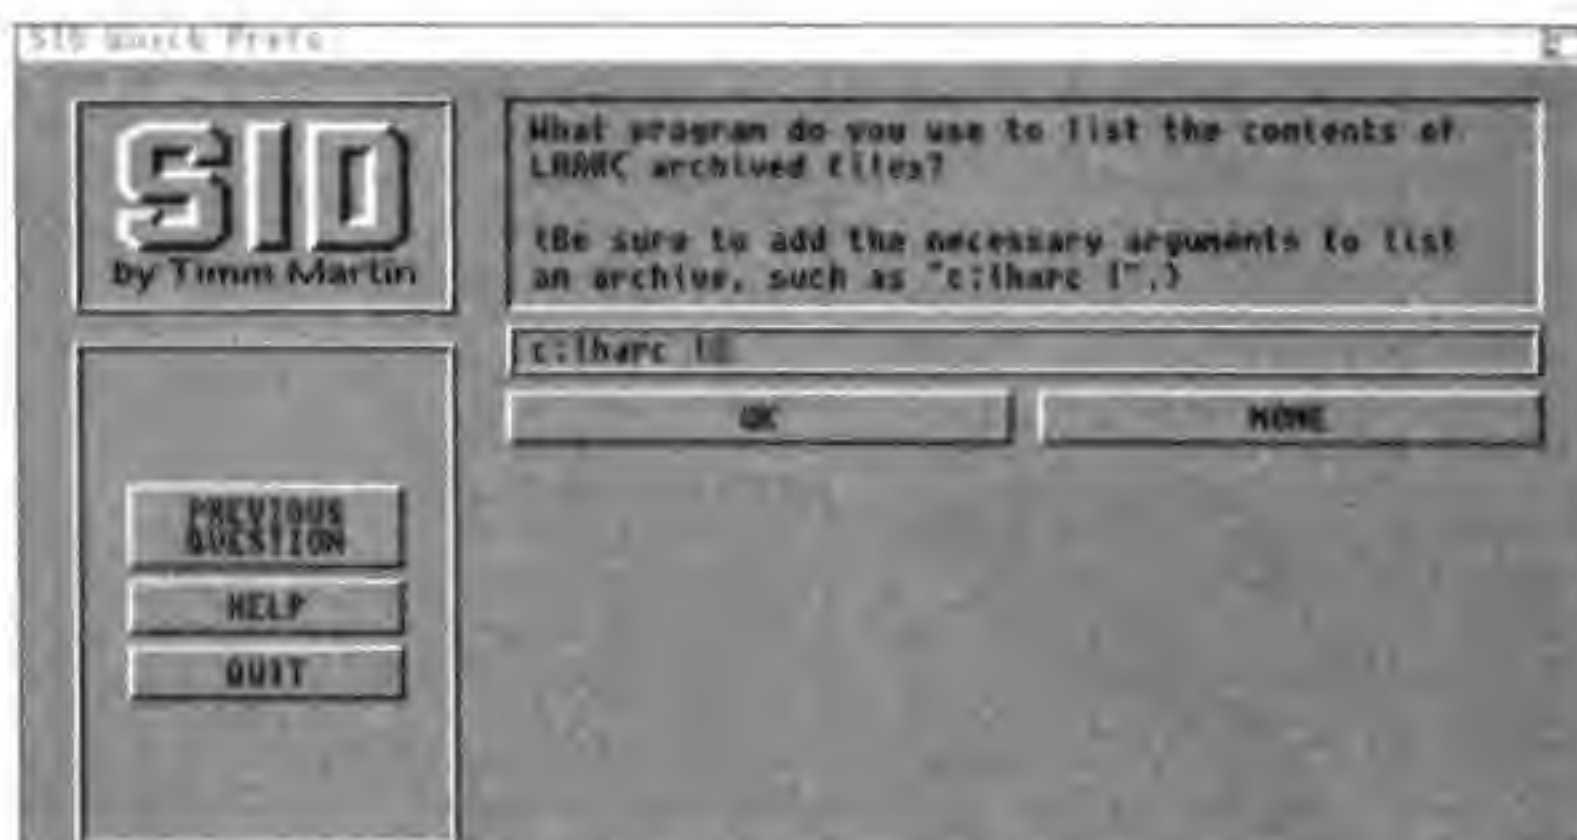 SID Quick Prefs
SID
by Timm Martin
What program do you use to list the contents of
LHARC archived files?
(Be sure to add the necessary arguments to list
an archive, such as "c:lharc l".)
c:lharc l
OK
NONE
PREVIOUS
QUESTION
HELP
QUIT